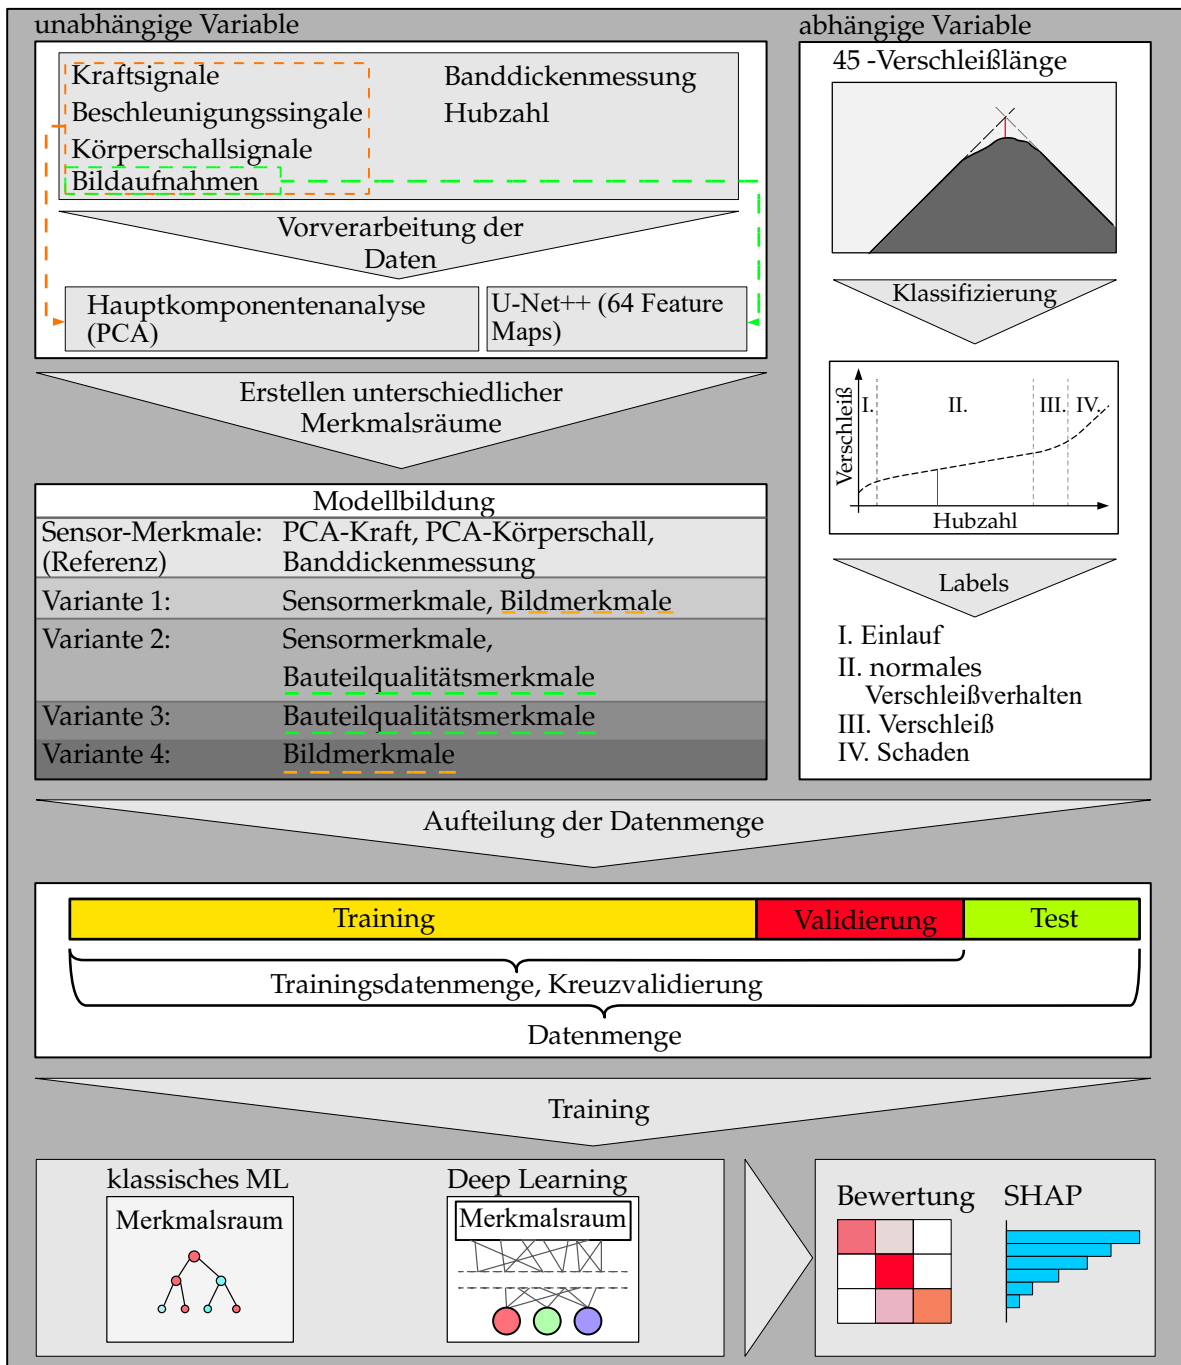 unabhängige Variable
Kraftsignale
Beschleunigungssingale
Körperschallsignale
Bildaufnahmen
Banddickenmessung
Hubzahl
Vorverarbeitung der
Daten
Hauptkomponentenanalyse
(PCA)
U-Net++ (64 Feature
Maps)
Erstellen unterschiedlicher
Merkmalsräume
Modellbildung
Sensor-Merkmale: PCA-Kraft, PCA-Körperschall,
(Referenz) Banddickenmessung
Variante 1: Sensormerkmale, Bildmerkmale
Variante 2: Sensormerkmale,
Bauteilqualitätsmerkmale
Variante 3: Bauteilqualitätsmerkmale
Variante 4: Bildmerkmale
abhängige Variable
45 -Verschleißlänge
Klassifizierung
Verschleiß
I. II. III. IV.
Hubzahl
Labels
I. Einlauf
II. normales
Verschleißverhalten
III. Verschleiß
IV. Schaden
Aufteilung der Datenmenge
Training Validierung Test
Trainingsdatenmenge, Kreuzvalidierung
Datenmenge
Training
klassisches ML
Merkmalsraum
Deep Learning
Merkmalsraum
Bewertung
SHAP